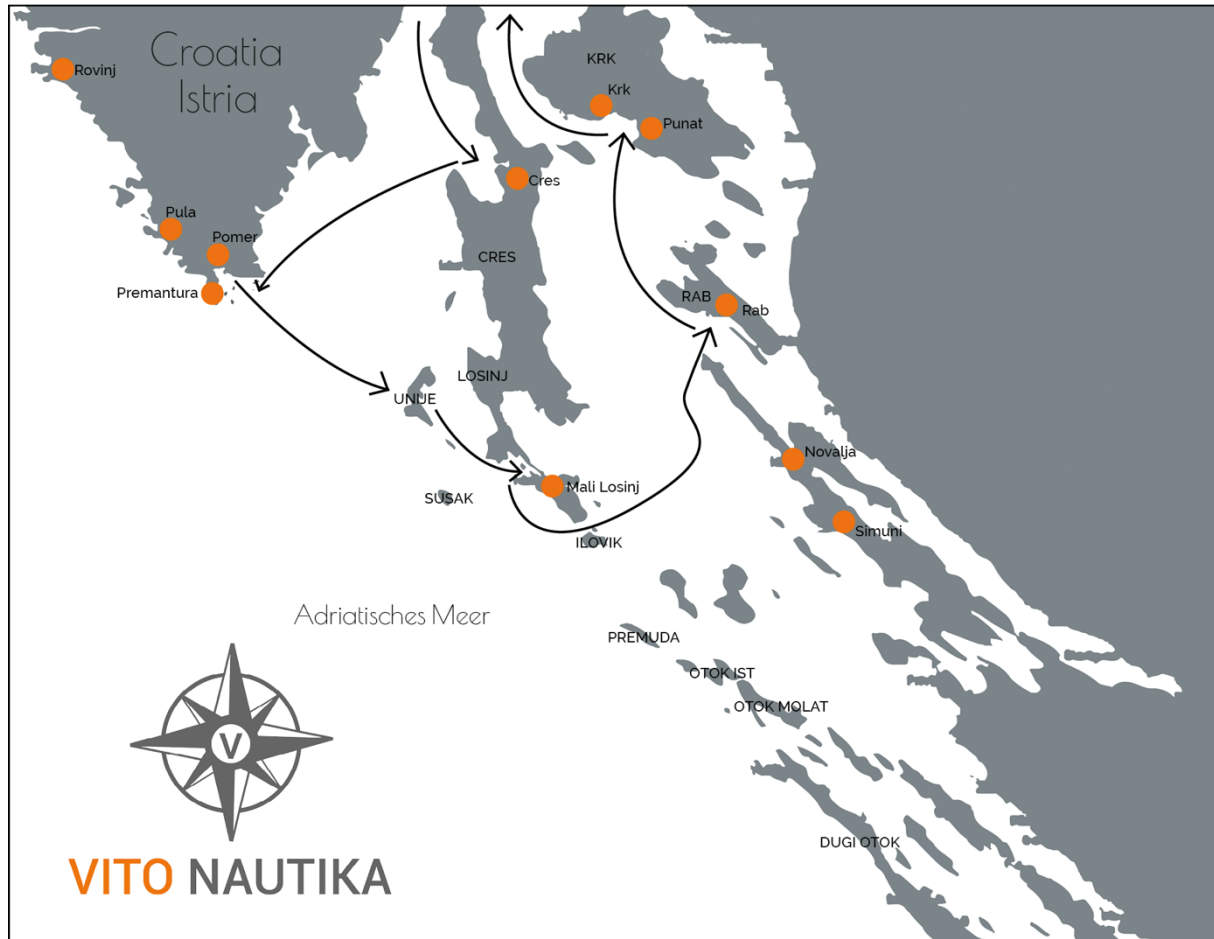 Croatia
Istria
Rovinj
KRK
Krk
Punat
Cres
Pula
Pomer
CRES
Premantura
RAB
Rab
LOSINJ
UNIJE
Novalja
Mali Losinj
SUSAK
Simuni
ILOVIK
Adriatisches Meer
PREMUDA
OTOK IST
OTOK MOLAT
V
DUGI OTOK
VITO NAUTIKA